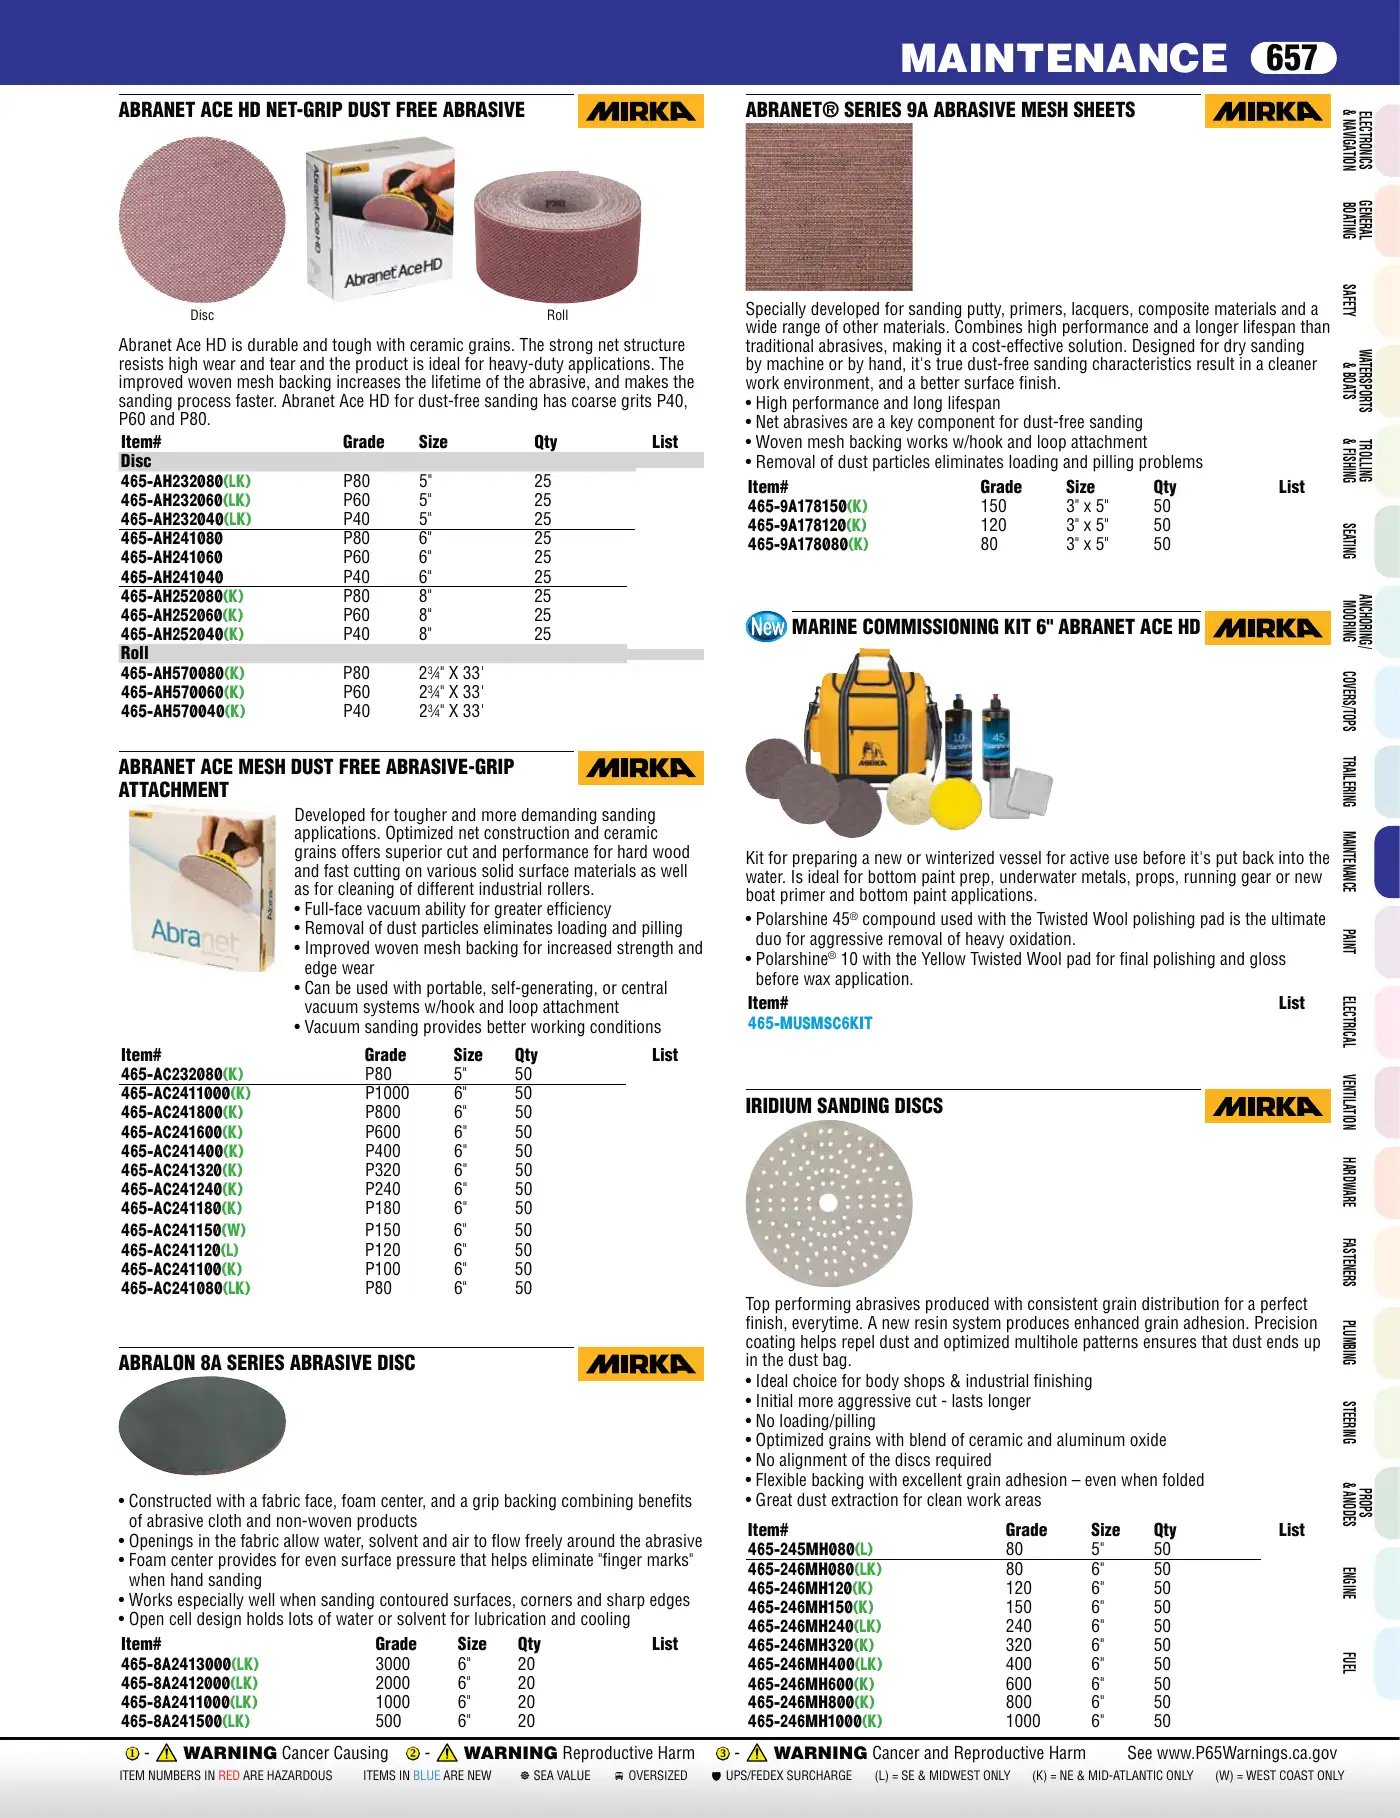 MAINTENANCE 657
ABRANET ACE HD NET-GRIP DUST FREE ABRASIVE
MIRKA
Abranet Ace HD
P80
Disc
Roll
Abranet Ace HD is durable and tough with ceramic grains. The strong net structure
resists high wear and tear and the product is ideal for heavy-duty applications. The
improved woven mesh backing increases the lifetime of the abrasive, and makes the
sanding process faster. Abranet Ace HD for dust-free sanding has coarse grits P40,
P60 and P80.
Item# Grade Size Qty List
Disc
465-AH232080(LK) P80 5" 25
465-AH232060(LK) P60 5" 25
465-AH232040(LK) P40 5" 25
465-AH241080 P80 6" 25
465-AH241060 P60 6" 25
465-AH241040 P40 6" 25
465-AH252080(K) P80 8" 25
465-AH252060(K) P60 8" 25
465-AH252040(K) P40 8" 25
Roll
465-AH570080(K) P80 2¾" X 33'
465-AH570060(K) P60 2¾" X 33'
465-AH570040(K) P40 2¾" X 33'
ABRANET ACE MESH DUST FREE ABRASIVE-GRIP
ATTACHMENT
MIRKA
Abranet
Developed for tougher and more demanding sanding
applications. Optimized net construction and ceramic
grains offers superior cut and performance for hard wood
and fast cutting on various solid surface materials as well
as for cleaning of different industrial rollers.
• Full-face vacuum ability for greater efficiency
• Removal of dust particles eliminates loading and pilling
• Improved woven mesh backing for increased strength and
edge wear
• Can be used with portable, self-generating, or central
vacuum systems w/hook and loop attachment
• Vacuum sanding provides better working conditions
Item# Grade Size Qty List
465-AC232080(K) P80 5" 50
465-AC2411000(K) P1000 6" 50
465-AC241800(K) P800 6" 50
465-AC241600(K) P600 6" 50
465-AC241400(K) P400 6" 50
465-AC241320(K) P320 6" 50
465-AC241240(K) P240 6" 50
465-AC241180(K) P180 6" 50
465-AC241150(W) P150 6" 50
465-AC241120(L) P120 6" 50
465-AC241100(K) P100 6" 50
465-AC241080(LK) P80 6" 50
ABRALON 8A SERIES ABRASIVE DISC
MIRKA
• Constructed with a fabric face, foam center, and a grip backing combining benefits
of abrasive cloth and non-woven products
• Openings in the fabric allow water, solvent and air to flow freely around the abrasive
• Foam center provides for even surface pressure that helps eliminate "finger marks"
when hand sanding
• Works especially well when sanding contoured surfaces, corners and sharp edges
• Open cell design holds lots of water or solvent for lubrication and cooling
Item# Grade Size Qty List
465-8A2413000(LK) 3000 6" 20
465-8A2412000(LK) 2000 6" 20
465-8A2411000(LK) 1000 6" 20
465-8A241500(LK) 500 6" 20
ABRANET® SERIES 9A ABRASIVE MESH SHEETS
MIRKA
Specially developed for sanding putty, primers, lacquers, composite materials and a
wide range of other materials. Combines high performance and a longer lifespan than
traditional abrasives, making it a cost-effective solution. Designed for dry sanding
by machine or by hand, it's true dust-free sanding characteristics result in a cleaner
work environment, and a better surface finish.
• High performance and long lifespan
• Net abrasives are a key component for dust-free sanding
• Woven mesh backing works w/hook and loop attachment
• Removal of dust particles eliminates loading and pilling problems
Item# Grade Size Qty List
465-9A178150(K) 150 3" x 5" 50
465-9A178120(K) 120 3" x 5" 50
465-9A178080(K) 80 3" x 5" 50
New MARINE COMMISSIONING KIT 6" ABRANET ACE HD
MIRKA
MIRKA
10
45
Kit for preparing a new or winterized vessel for active use before it's put back into the
water. Is ideal for bottom paint prep, underwater metals, props, running gear or new
boat primer and bottom paint applications.
• Polarshine 45® compound used with the Twisted Wool polishing pad is the ultimate
duo for aggressive removal of heavy oxidation.
• Polarshine® 10 with the Yellow Twisted Wool pad for final polishing and gloss
before wax application.
Item# List
465-MUSMSC6KIT
IRIDIUM SANDING DISCS
MIRKA
Top performing abrasives produced with consistent grain distribution for a perfect
finish, everytime. A new resin system produces enhanced grain adhesion. Precision
coating helps repel dust and optimized multihole patterns ensures that dust ends up
in the dust bag.
• Ideal choice for body shops & industrial finishing
• Initial more aggressive cut - lasts longer
• No loading/pilling
• Optimized grains with blend of ceramic and aluminum oxide
• No alignment of the discs required
• Flexible backing with excellent grain adhesion – even when folded
• Great dust extraction for clean work areas
Item# Grade Size Qty List
465-245MH080(L) 80 5" 50
465-246MH080(LK) 80 6" 50
465-246MH120(K) 120 6" 50
465-246MH150(K) 150 6" 50
465-246MH240(LK) 240 6" 50
465-246MH320(K) 320 6" 50
465-246MH400(LK) 400 6" 50
465-246MH600(K) 600 6" 50
465-246MH800(K) 800 6" 50
465-246MH1000(K) 1000 6" 50
ELECTRONICS
& NAVIGATION
GENERAL
BOATING
SAFETY
WATERSPORTS
& BOATS
TROLLING
& FISHING
SEATING
ANCHORING/
MOORING
COVERS/TOPS
TRAILERING
MAINTENANCE
PAINT
ELECTRICAL
VENTILATION
HARDWARE
FASTENERS
PLUMBING
STEERING
PROPS
& ANODES
ENGINE
FUEL
1 - WARNING Cancer Causing 2 - WARNING Reproductive Harm 3 - WARNING Cancer and Reproductive Harm See www.P65Warnings.ca.gov
ITEM NUMBERS IN RED ARE HAZARDOUS ITEMS IN BLUE ARE NEW SEA VALUE OVERSIZED UPS/FEDEX SURCHARGE (L) = SE & MIDWEST ONLY (K) = NE & MID-ATLANTIC ONLY (W) = WEST COAST ONLY